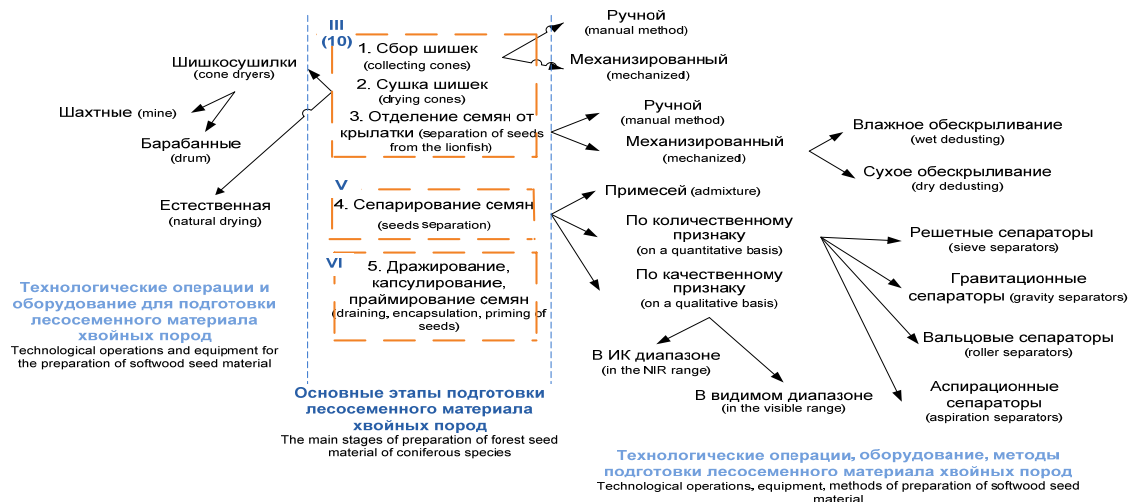 Шишкосушилки
(cone dryers)
Шахтные (mine)
Барабанные
(drum)
Естественная
(natural drying)
Технологические операции и
оборудование для подготовки
лесосеменного материала
хвойных пород
Technological operations and equipment for
the preparation of softwood seed material
III
(10)
1. Сбор шишек
(collecting cones)
2. Сушка шишек
(drying cones)
3. Отделение семян от
крылатки (separation of seeds
from the lionfish)
V
4. Сепарирование семян
(seeds separation)
VI
5. Дражирование,
капсулирование,
праймирование семян
(draining, encapsulation, priming of
seeds)
Основные этапы подготовки
лесосеменного материала
хвойных пород
The main stages of preparation of forest seed
material of coniferous species
Ручной
(manual method)
Механизированный
(mechanized)
Ручной
(manual method)
Механизированный
(mechanized)
Влажное обескрыливание
(wet dedusting)
Сухое обескрыливание
(dry dedusting)
Примесей (admixture)
По количественному
признаку
(on a quantitative basis)
По качественному
признаку
(on a qualitative basis)
В ИК диапазоне
(in the NIR range)
В видимом диапазоне
(in the visible range)
Решетные сепараторы
(sieve separators)
Гравитационные
сепараторы (gravity separators)
Вальцовые сепараторы
(roller separators)
Аспирационные
сепараторы
(aspiration separators)
Технологические операции, оборудование, методы
подготовки лесосеменного материала хвойных пород
Technological operations, equipment, methods of preparation of softwood seed
material